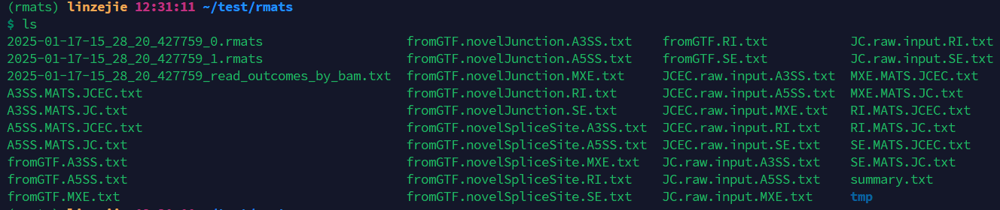 (rmats) linzejie 12:31:11 ~/test/rmats
$ ls
2025-01-17-15_28_20_427759_0.rmats fromGTF.novelJunction.A3SS.txt fromGTF.RI.txt JC.raw.input.RI.txt
2025-01-17-15_28_20_427759_1.rmats fromGTF.novelJunction.A5SS.txt fromGTF.SE.txt JC.raw.input.SE.txt
2025-01-17-15_28_20_427759_read_outcomes_by_bam.txt fromGTF.novelJunction.MXE.txt JCEC.raw.input.A3SS.txt MXE.MATS.JCEC.txt
A3SS.MATS.JCEC.txt fromGTF.novelJunction.RI.txt JCEC.raw.input.A5SS.txt MXE.MATS.JC.txt
A3SS.MATS.JC.txt fromGTF.novelJunction.SE.txt JCEC.raw.input.MXE.txt RI.MATS.JCEC.txt
A5SS.MATS.JCEC.txt fromGTF.novelSpliceSite.A3SS.txt JCEC.raw.input.RI.txt RI.MATS.JC.txt
A5SS.MATS.JC.txt fromGTF.novelSpliceSite.A5SS.txt JCEC.raw.input.SE.txt SE.MATS.JCEC.txt
fromGTF.A3SS.txt fromGTF.novelSpliceSite.MXE.txt JC.raw.input.A3SS.txt SE.MATS.JC.txt
fromGTF.A5SS.txt fromGTF.novelSpliceSite.RI.txt JC.raw.input.A5SS.txt summary.txt
fromGTF.MXE.txt fromGTF.novelSpliceSite.SE.txt JC.raw.input.MXE.txt tmp